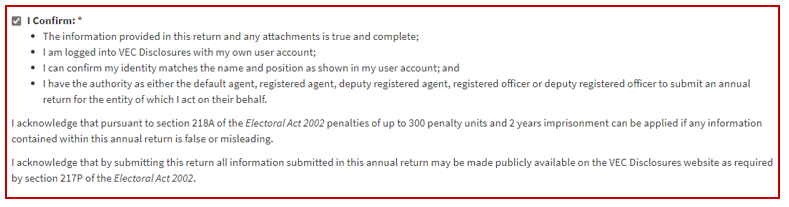 I Confirm: *
• The information provided in this return and any attachments is true and complete;
• I am logged into VEC Disclosures with my own user account;
• I can confirm my identity matches the name and position as shown in my user account; and
• I have the authority as either the default agent, registered agent, deputy registered agent, registered officer or deputy registered officer to submit an annual
return for the entity of which I act on their behalf.
I acknowledge that pursuant to section 218A of the Electoral Act 2002 penalties of up to 300 penalty units and 2 years imprisonment can be applied if any information
contained within this annual return is false or misleading.
I acknowledge that by submitting this return all information submitted in this annual return may be made publicly available on the VEC Disclosures website as required
by section 217P of the Electoral Act 2002.